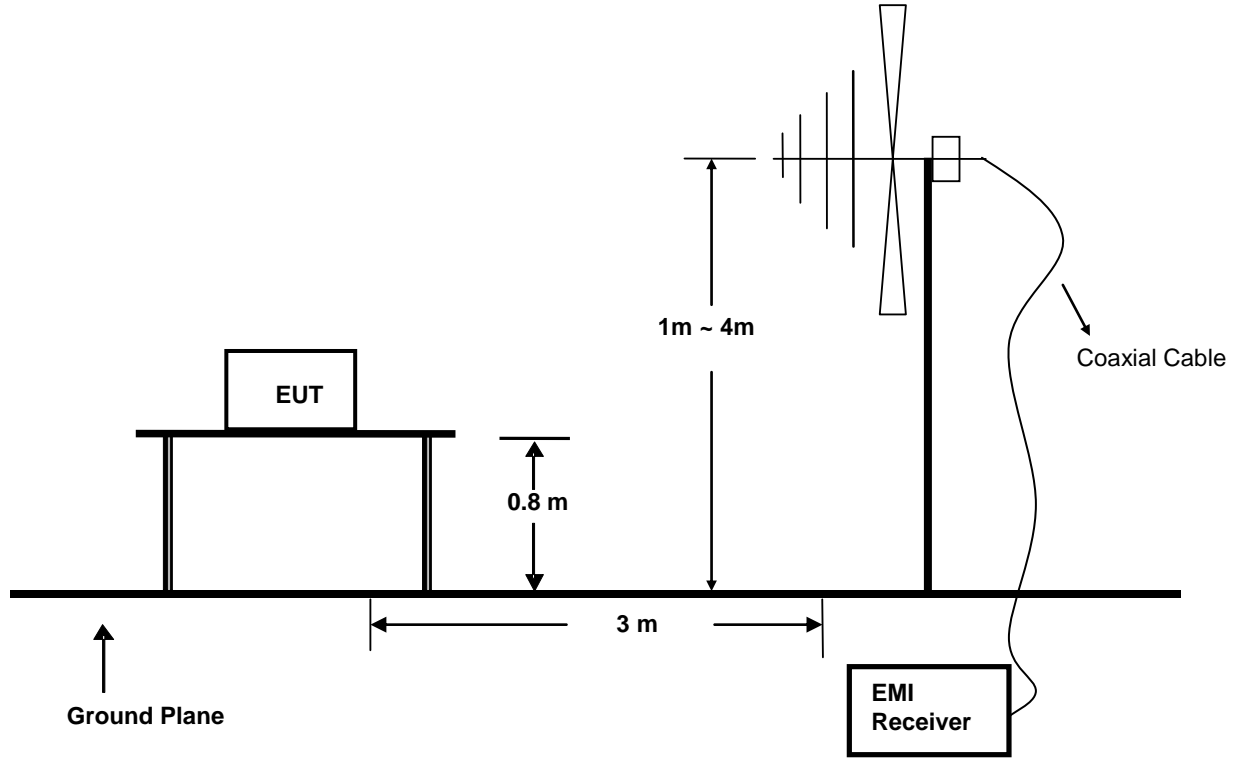 1m ~ 4m
Coaxial Cable
EUT
0.8 m
3 m
Ground Plane
EMI
Receiver